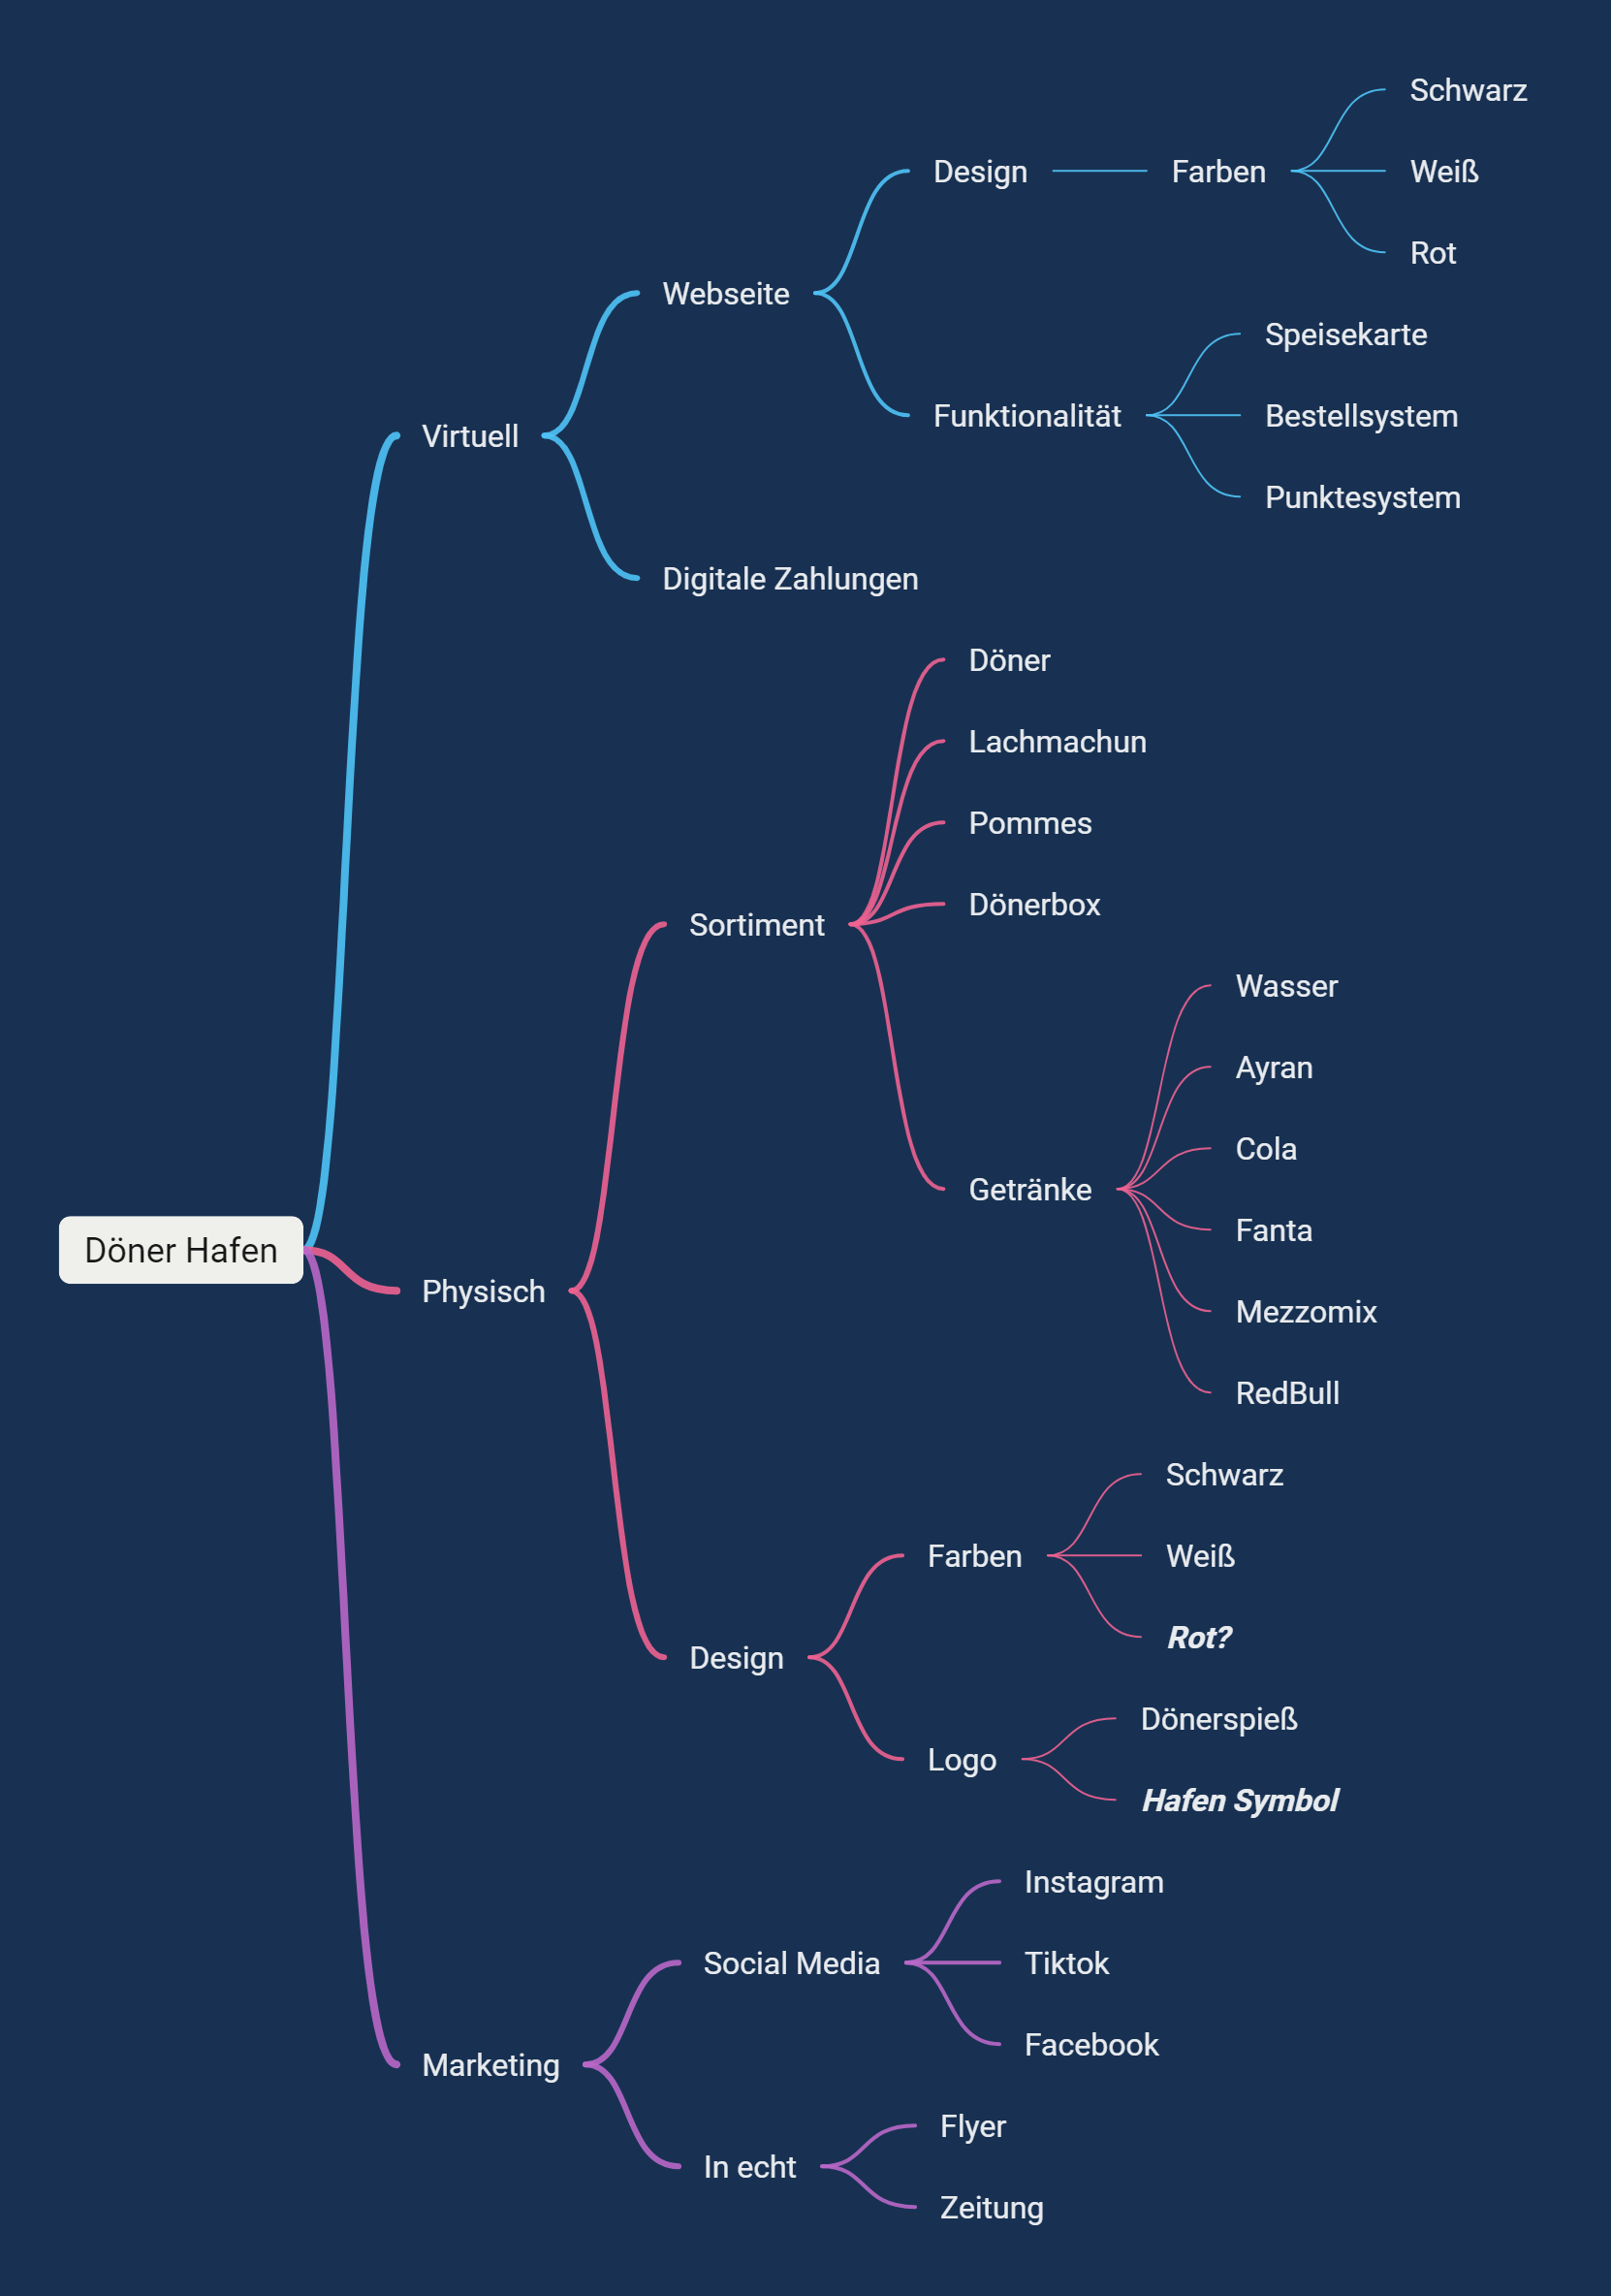 Schwarz
Design
Farben
Weiß
Rot
Webseite
Speisekarte
Funktionalität
Bestellsystem
Virtuell
Punktesystem
Digitale Zahlungen
Döner
Lachmachun
Pommes
Dönerbox
Sortiment
Wasser
Ayran
Cola
Getränke
Fanta
Döner Hafen
Physisch
Mezzomix
RedBull
Schwarz
Farben
Weiß
Rot?
Design
Dönerspieß
Logo
Hafen Symbol
Instagram
Social Media
Tiktok
Facebook
Marketing
Flyer
In echt
Zeitung